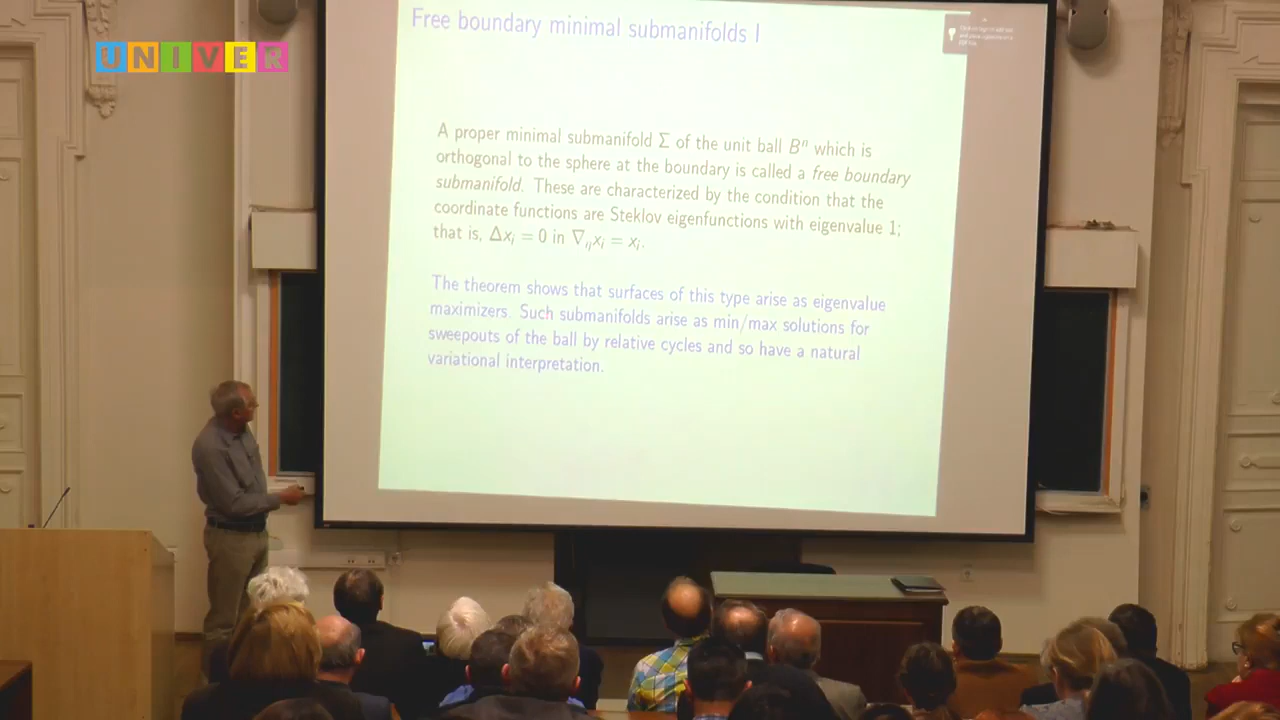 UNIVER
Free boundary minimal submanifolds I
A proper minimal submanifold Σ of the unit ball Bⁿ which is
orthogonal to the sphere at the boundary is called a free boundary
submanifold. These are characterized by the condition that the
coordinate functions are Steklov eigenfunctions with eigenvalue 1;
that is, Δxᵢ = 0 in ∇ηxᵢ = xᵢ.
The theorem shows that surfaces of this type arise as eigenvalue
maximizers. Such submanifolds arise as min/max solutions for
sweepouts of the ball by relative cycles and so have a natural
variational interpretation.